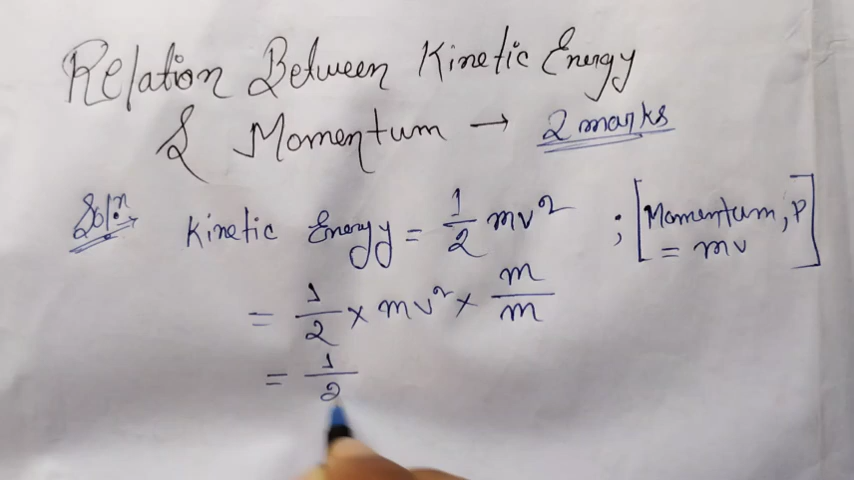 Relation Between Kinetic Energy
& Momentum → 2 marks
Solⁿ: Kinetic Energy = 1/2 mv² ; [Momentum, P = mv]
= 1/2 × mv² × m/m
= 1/2